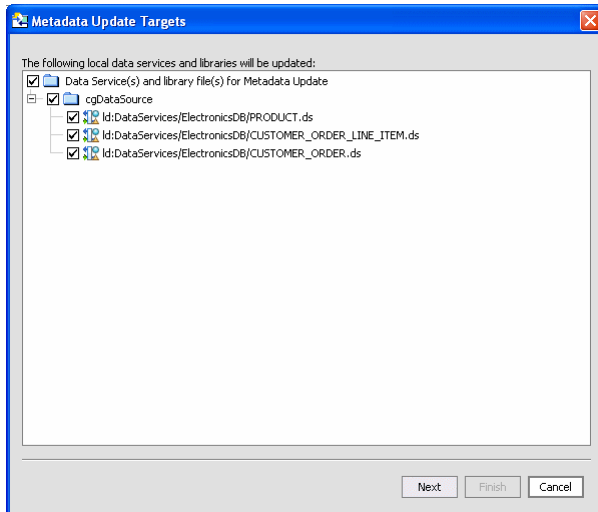 Metadata Update Targets
The following local data services and libraries will be updated:
Data Service(s) and library file(s) for Metadata Update
cgDataSource
ld:DataServices/ElectronicsDB/PRODUCT.ds
ld:DataServices/ElectronicsDB/CUSTOMER_ORDER_LINE_ITEM.ds
ld:DataServices/ElectronicsDB/CUSTOMER_ORDER.ds
Next Finish Cancel